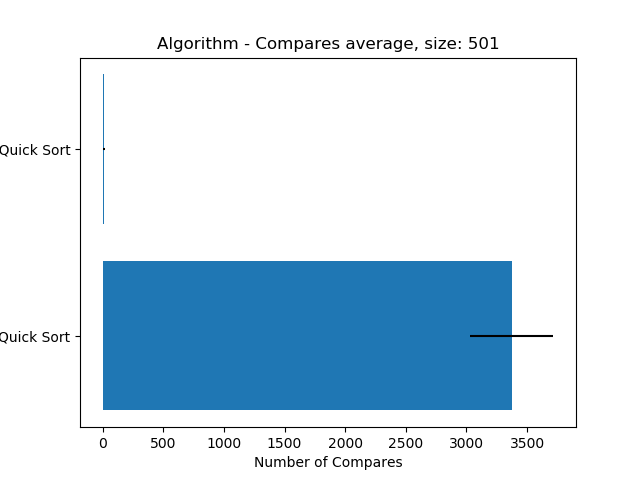 Algorithm - Compares average, size: 501
Quick Sort
Quick Sort
0 500 1000 1500 2000 2500 3000 3500
Number of Compares